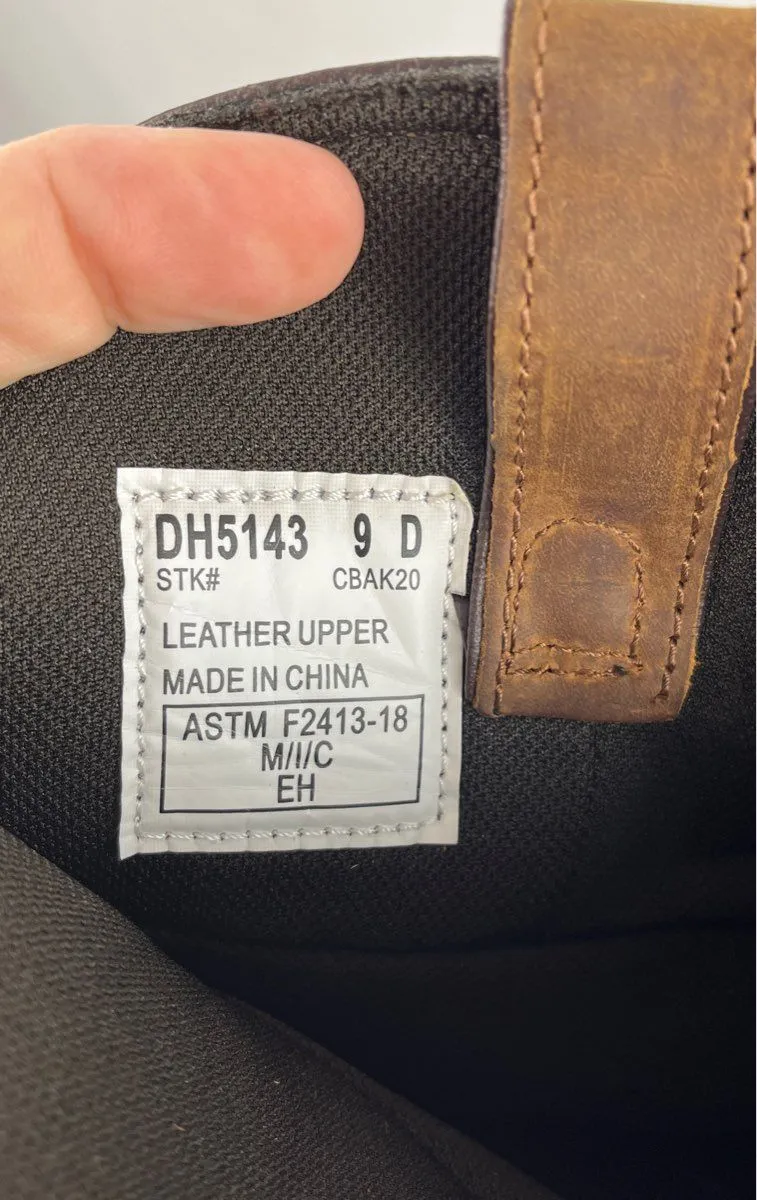 DH5143 9 D
STK# CBAK20
LEATHER UPPER
MADE IN CHINA
ASTM F2413-18
M/I/C
EH